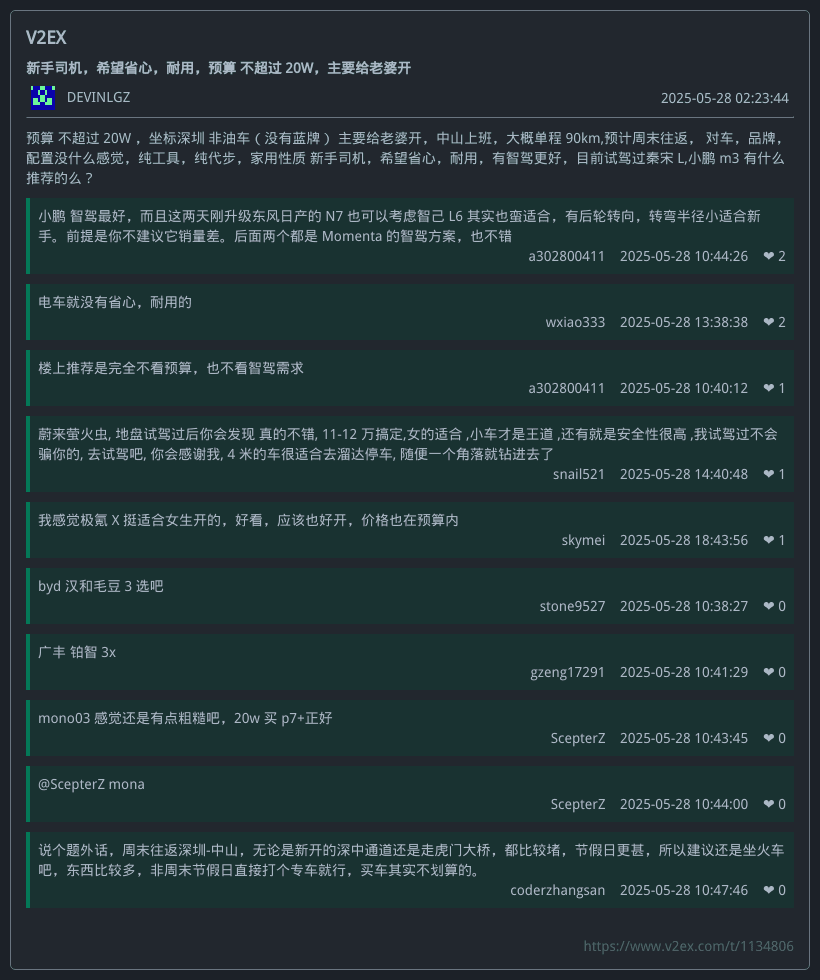 V2EX
新手司机，希望省心，耐用，预算 不超过 20W，主要给老婆开
DEVINLGZ
2025-05-28 02:23:44
预算 不超过 20W ，坐标深圳 非油车（没有蓝牌） 主要给老婆开，中山上班，大概单程 90km,预计周末往返， 对车，品牌，
配置没什么感觉，纯工具，纯代步，家用性质 新手司机，希望省心，耐用，有智驾更好，目前试驾过秦宋 L,小鹏 m3 有什么
推荐的么？
小鹏 智驾最好，而且这两天刚升级东风日产的 N7 也可以考虑智己 L6 其实也蛮适合，有后轮转向，转弯半径小适合新
手。前提是你不建议它销量差。后面两个都是 Momenta 的智驾方案，也不错
a302800411 2025-05-28 10:44:26 ❤ 2
电车就没有省心，耐用的
wxiao333 2025-05-28 13:38:38 ❤ 2
楼上推荐是完全不看预算，也不看智驾需求
a302800411 2025-05-28 10:40:12 ❤ 1
蔚来萤火虫, 地盘试驾过后你会发现 真的不错, 11-12 万搞定,女的适合 ,小车才是王道 ,还有就是安全性很高 ,我试驾过不会
骗你的, 去试驾吧, 你会感谢我, 4 米的车很适合去溜达停车, 随便一个角落就钻进去了
snail521 2025-05-28 14:40:48 ❤ 1
我感觉极氪 X 挺适合女生开的，好看，应该也好开，价格也在预算内
skymei 2025-05-28 18:43:56 ❤ 1
byd 汉和毛豆 3 选吧
stone9527 2025-05-28 10:38:27 ❤ 0
广丰 铂智 3x
gzeng17291 2025-05-28 10:41:29 ❤ 0
mono03 感觉还是有点粗糙吧，20w 买 p7+正好
ScepterZ 2025-05-28 10:43:45 ❤ 0
@ScepterZ mona
ScepterZ 2025-05-28 10:44:00 ❤ 0
说个题外话，周末往返深圳-中山，无论是新开的深中通道还是走虎门大桥，都比较堵，节假日更甚，所以建议还是坐火车
吧，东西比较多，非周末节假日直接打个专车就行，买车其实不划算的。
coderzhangsan 2025-05-28 10:47:46 ❤ 0
https://www.v2ex.com/t/1134806